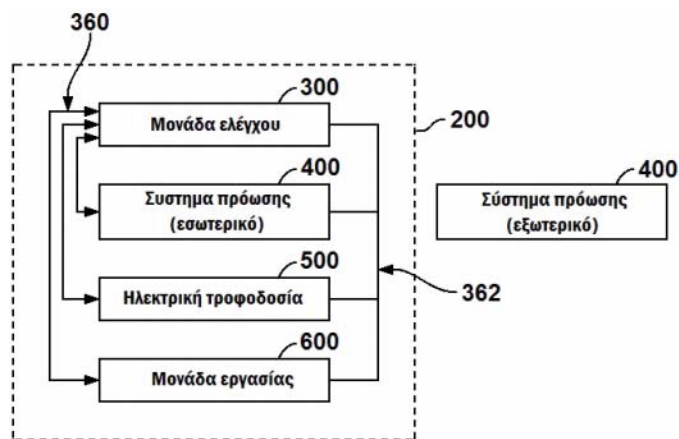 360
300
Μονάδα ελέγχου
200
400
Συστημα πρόωσης
(εσωτερικό)
400
Σύστημα πρόωσης
(εξωτερικό)
500
Ηλεκτρική τροφοδοσία
362
600
Μονάδα εργασίας